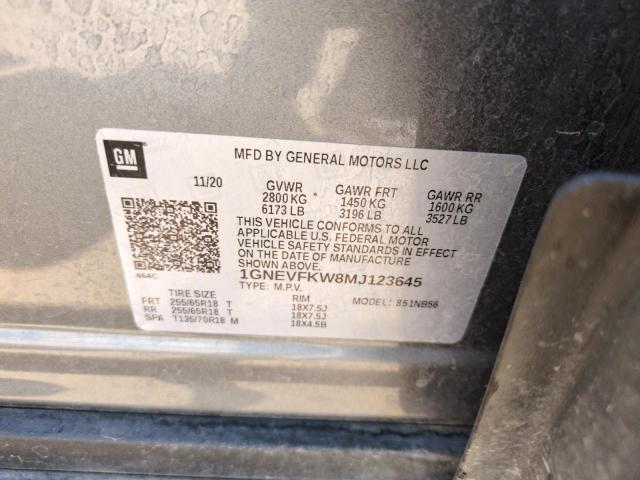 GM
MFD BY GENERAL MOTORS LLC
11/20 GVWR GAWR FRT GAWR RR
2800 KG 1450 KG 1600 KG
6173 LB 3196 LB 3527 LB
THIS VEHICLE CONFORMS TO ALL
APPLICABLE U.S. FEDERAL MOTOR
VEHICLE SAFETY STANDARDS IN EFFECT
ON THE DATE OF MANUFACTURE
SHOWN ABOVE.
464C 1GNEVFKW8MJ123645
TYPE: M.P.V.
TIRE SIZE RIM MODEL: 851NB56
FRT 255/65R18 T 18X7.5J
RR 255/65R18 T 18X7.5J
SPA T135/70R18 M 18X4.5B